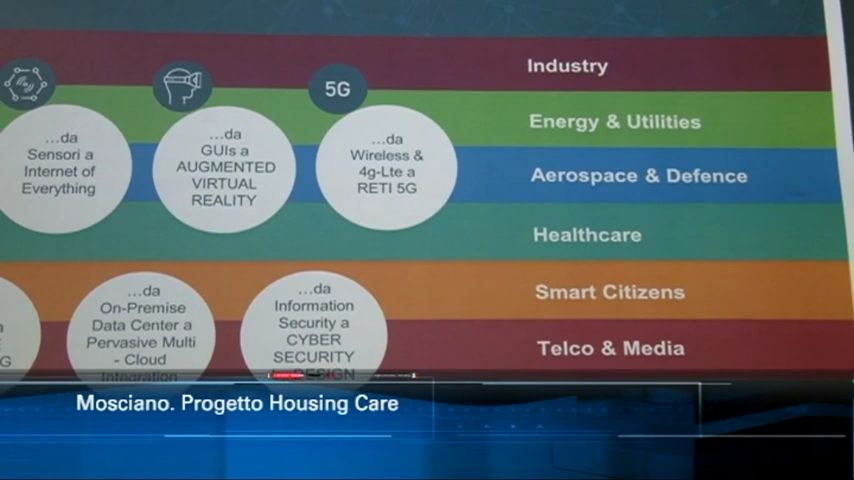 Industry
5G
Energy & Utilities
...da
Sensori a
Internet of
Everything
...da
GUIs a
AUGMENTED
VIRTUAL
REALITY
...da
Wireless &
4g-Lte a
RETI 5G
Aerospace & Defence
Healthcare
Smart Citizens
...da
On-Premise
Data Center a
Pervasive Multi
- Cloud
Integration
...da
Information
Security a
CYBER
SECURITY
Telco & Media
Mosciano. Progetto Housing Care